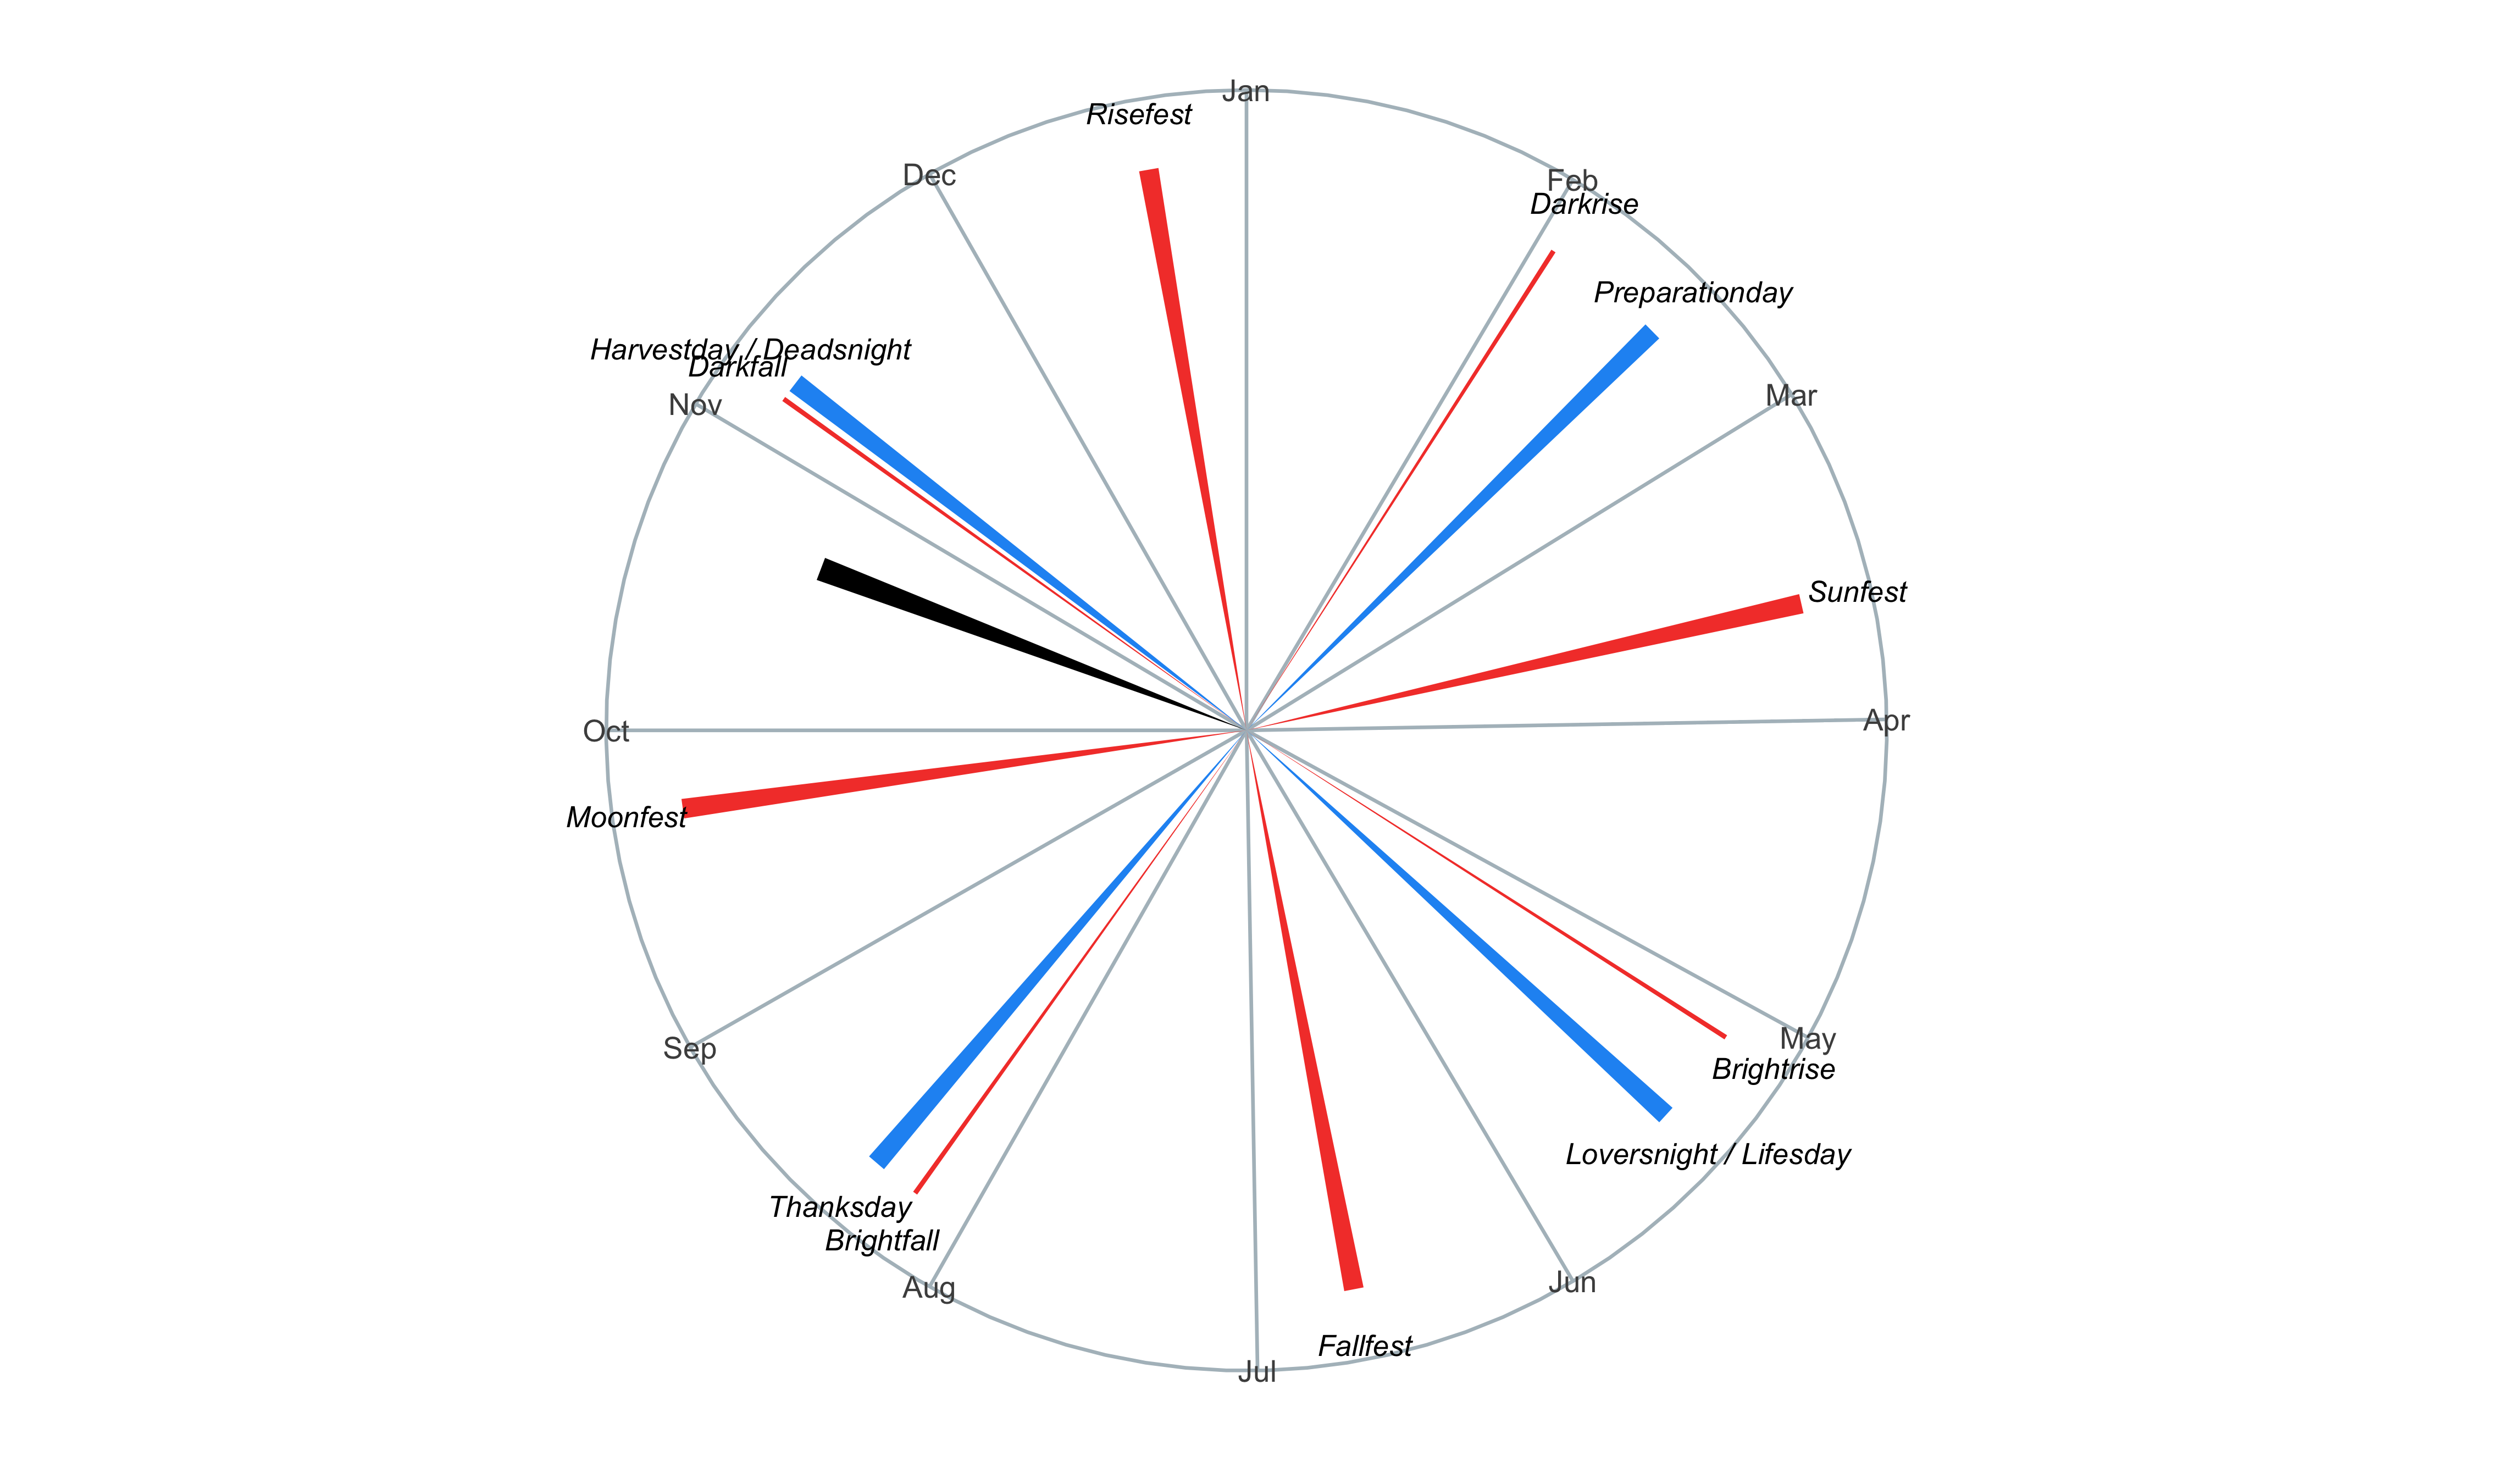 Jan
Risefest
Dec
Feb
Darkrise
Preparationday
Harvestday / Deadsnight
Darkfall
Nov
Mar
Sunfest
Oct
Apr
Moonfest
Sep
May
Brightrise
Loversnight / Lifesday
Thanksday
Brightfall
Aug
Jun
Fallfest
Jul